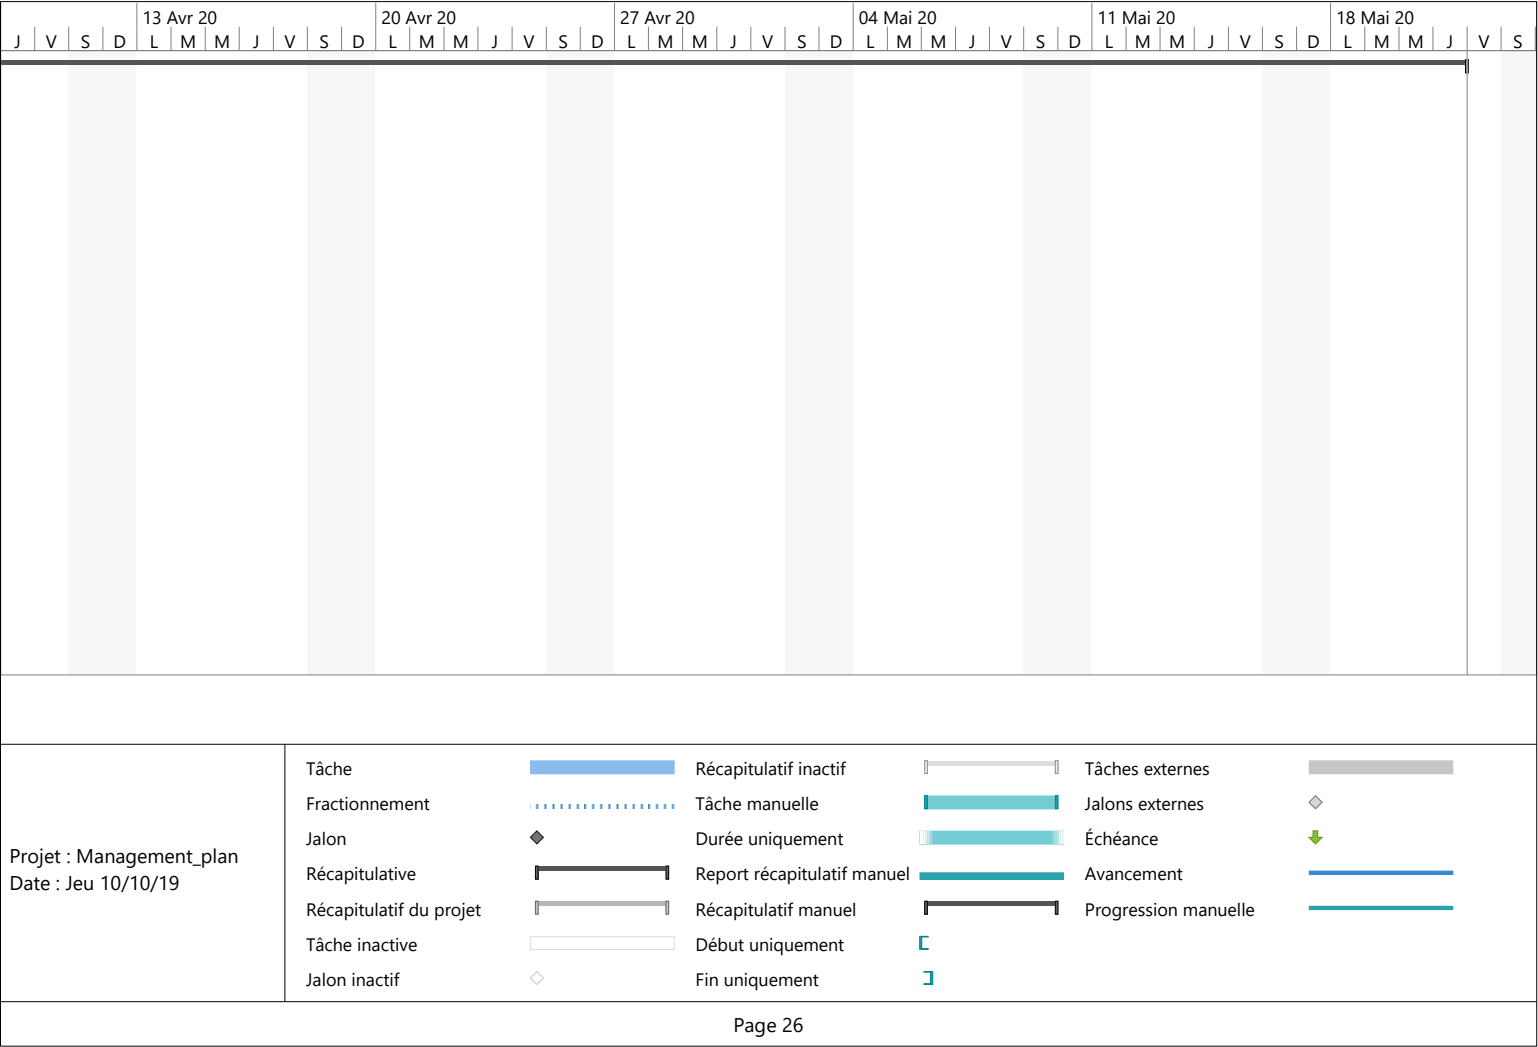 13 Avr 20 20 Avr 20 27 Avr 20 04 Mai 20 11 Mai 20 18 Mai 20
J V S D L M M J V S D L M M J V S D L M M J V S D L M M J V S D L M M J V S D L M M J V S
Tâche
Fractionnement
Jalon
Récapitulative
Récapitulatif du projet
Tâche inactive
Jalon inactif
Récapitulatif inactif
Tâche manuelle
Durée uniquement
Report récapitulatif manuel
Récapitulatif manuel
Début uniquement
Fin uniquement
Tâches externes
Jalons externes
Échéance
Avancement
Progression manuelle
Projet : Management_plan
Date : Jeu 10/10/19
Page 26